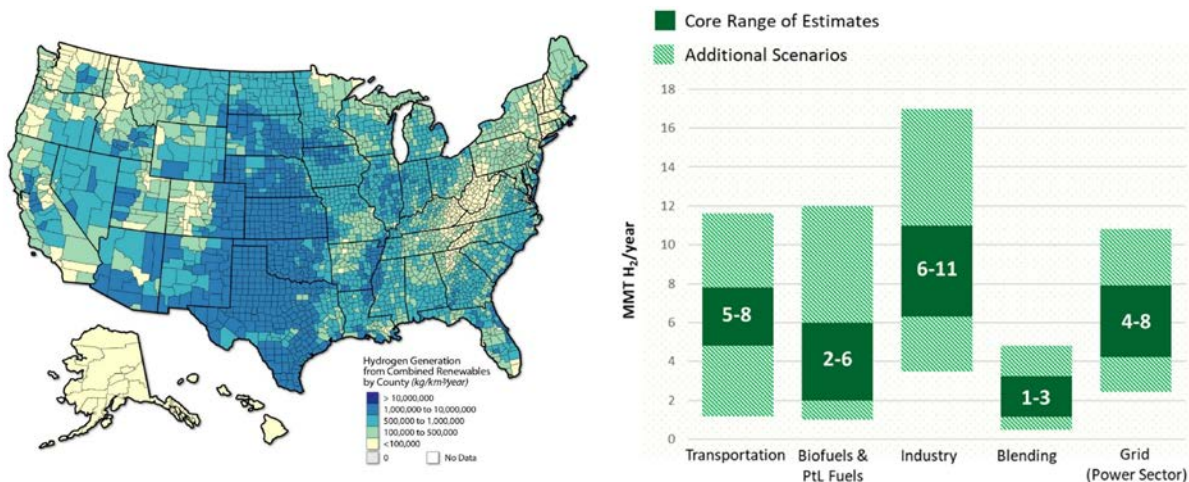 Hydrogen Generation
from Combined Renewables
by County (kg/km²/year)
> 10,000,000
1,000,000 to 10,000,000
500,000 to 1,000,000
100,000 to 500,000
<100,000
0
No Data
Core Range of Estimates
Additional Scenarios
MMT H₂/year
18
16
14
12
10
8
6
4
2
0
5-8
2-6
6-11
1-3
4-8
Transportation
Biofuels &
PtL Fuels
Industry
Blending
Grid
(Power Sector)